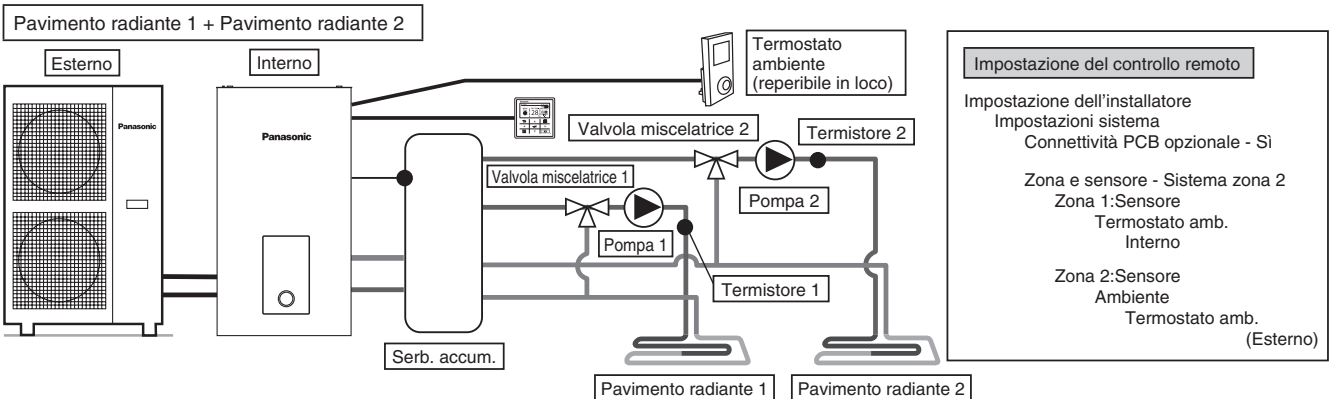 Pavimento radiante 1 + Pavimento radiante 2
Esterno
Interno
Panasonic
Panasonic
Termostato
ambiente
(reperibile in loco)
Valvola miscelatrice 2
Termistore 2
Valvola miscelatrice 1
Pompa 2
Pompa 1
Termistore 1
Serb. accum.
Pavimento radiante 1
Pavimento radiante 2
Impostazione del controllo remoto
Impostazione dell'installatore
Impostazioni sistema
Connettività PCB opzionale - Sì
Zona e sensore - Sistema zona 2
Zona 1:Sensore
Termostato amb.
Interno
Zona 2:Sensore
Ambiente
Termostato amb.
(Esterno)